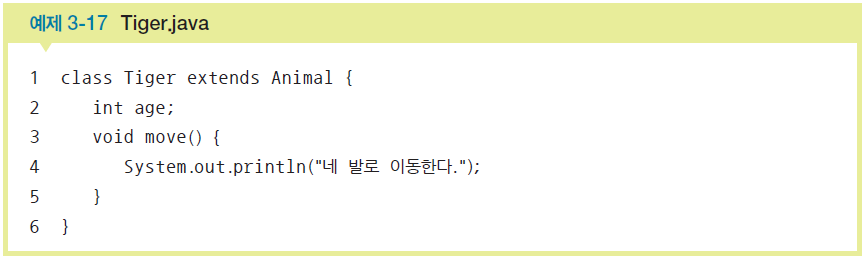 예제 3-17 Tiger.java
1 class Tiger extends Animal {
2 int age;
3 void move() {
4 System.out.println("네 발로 이동한다.");
5 }
6 }